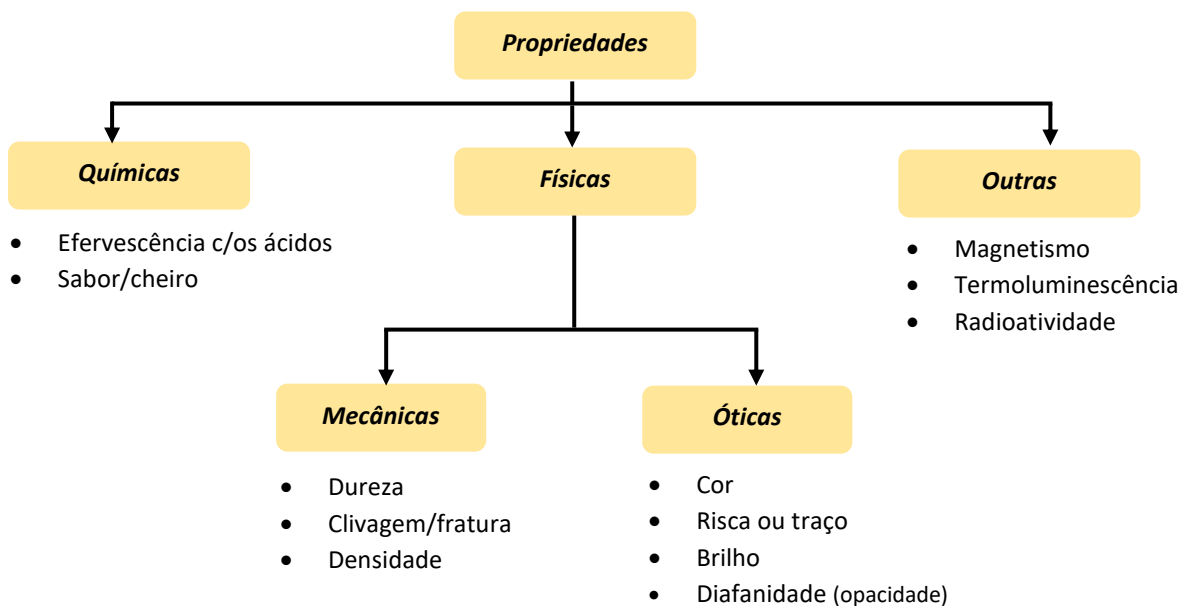 Propriedades
Químicas
Efervescência c/os ácidos
Sabor/cheiro
Físicas
Outras
Magnetismo
Termoluminescência
Radioatividade
Mecânicas
Dureza
Clivagem/fratura
Densidade
Óticas
Cor
Risca ou traço
Brilho
Diafanidade (opacidade)